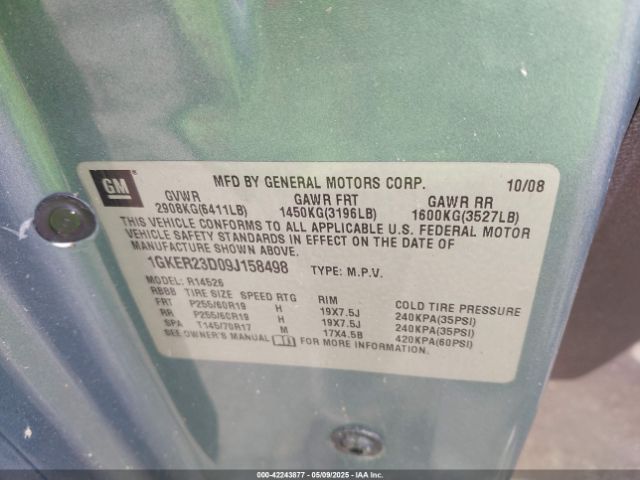 GM
MFD BY GENERAL MOTORS CORP. 10/08
GVWR GAWR FRT GAWR RR
2908KG(6411LB) 1450KG(3196LB) 1600KG(3527LB)
THIS VEHICLE CONFORMS TO ALL APPLICABLE U.S. FEDERAL MOTOR
VEHICLE SAFETY STANDARDS IN EFFECT ON THE DATE OF
MANUFACTURE SHOWN ABOVE.
1GKER23D09J158498 TYPE: M.P.V.
MODEL: R14526
RBBB TIRE SIZE SPEED RTG RIM COLD TIRE PRESSURE
FRT P255/60R19 H 19X7.5J 240KPA(35PSI)
RR P255/60R19 H 19X7.5J 240KPA(35PSI)
SPA T145/70R17 M 17X4.5B 420KPA(60PSI)
SEE OWNER'S MANUAL FOR MORE INFORMATION.
000-42243877 - 05/09/2025 - IAA Inc.